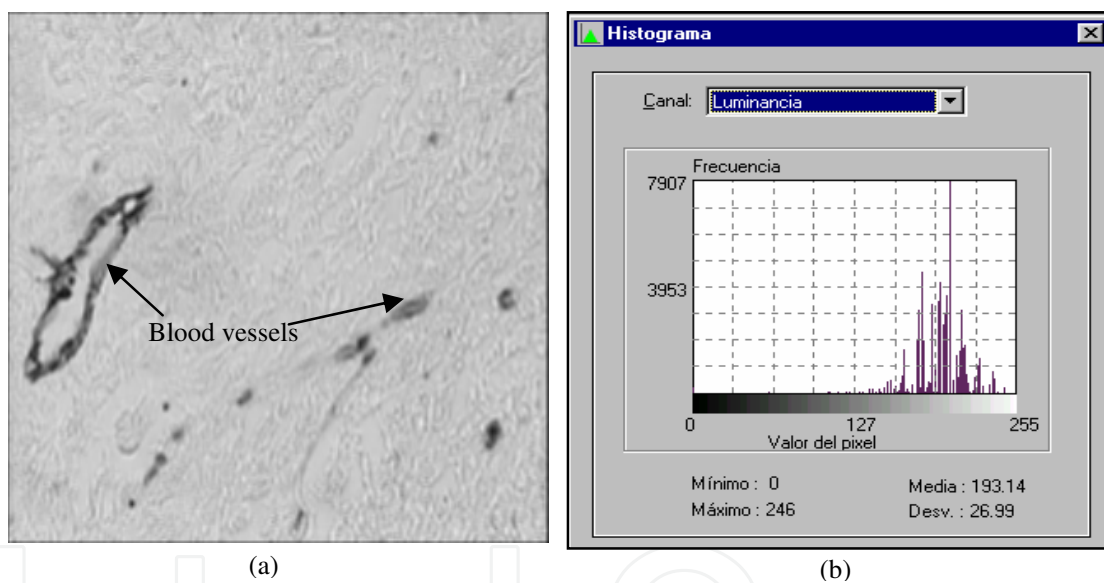 Blood vessels
(a)
Histograma
Canal: Luminancia
Frecuencia
7907
3953
0 127 255
Valor del pixel
Mínimo : 0 Media : 193.14
Máximo : 246 Desv. : 26.99
(b)